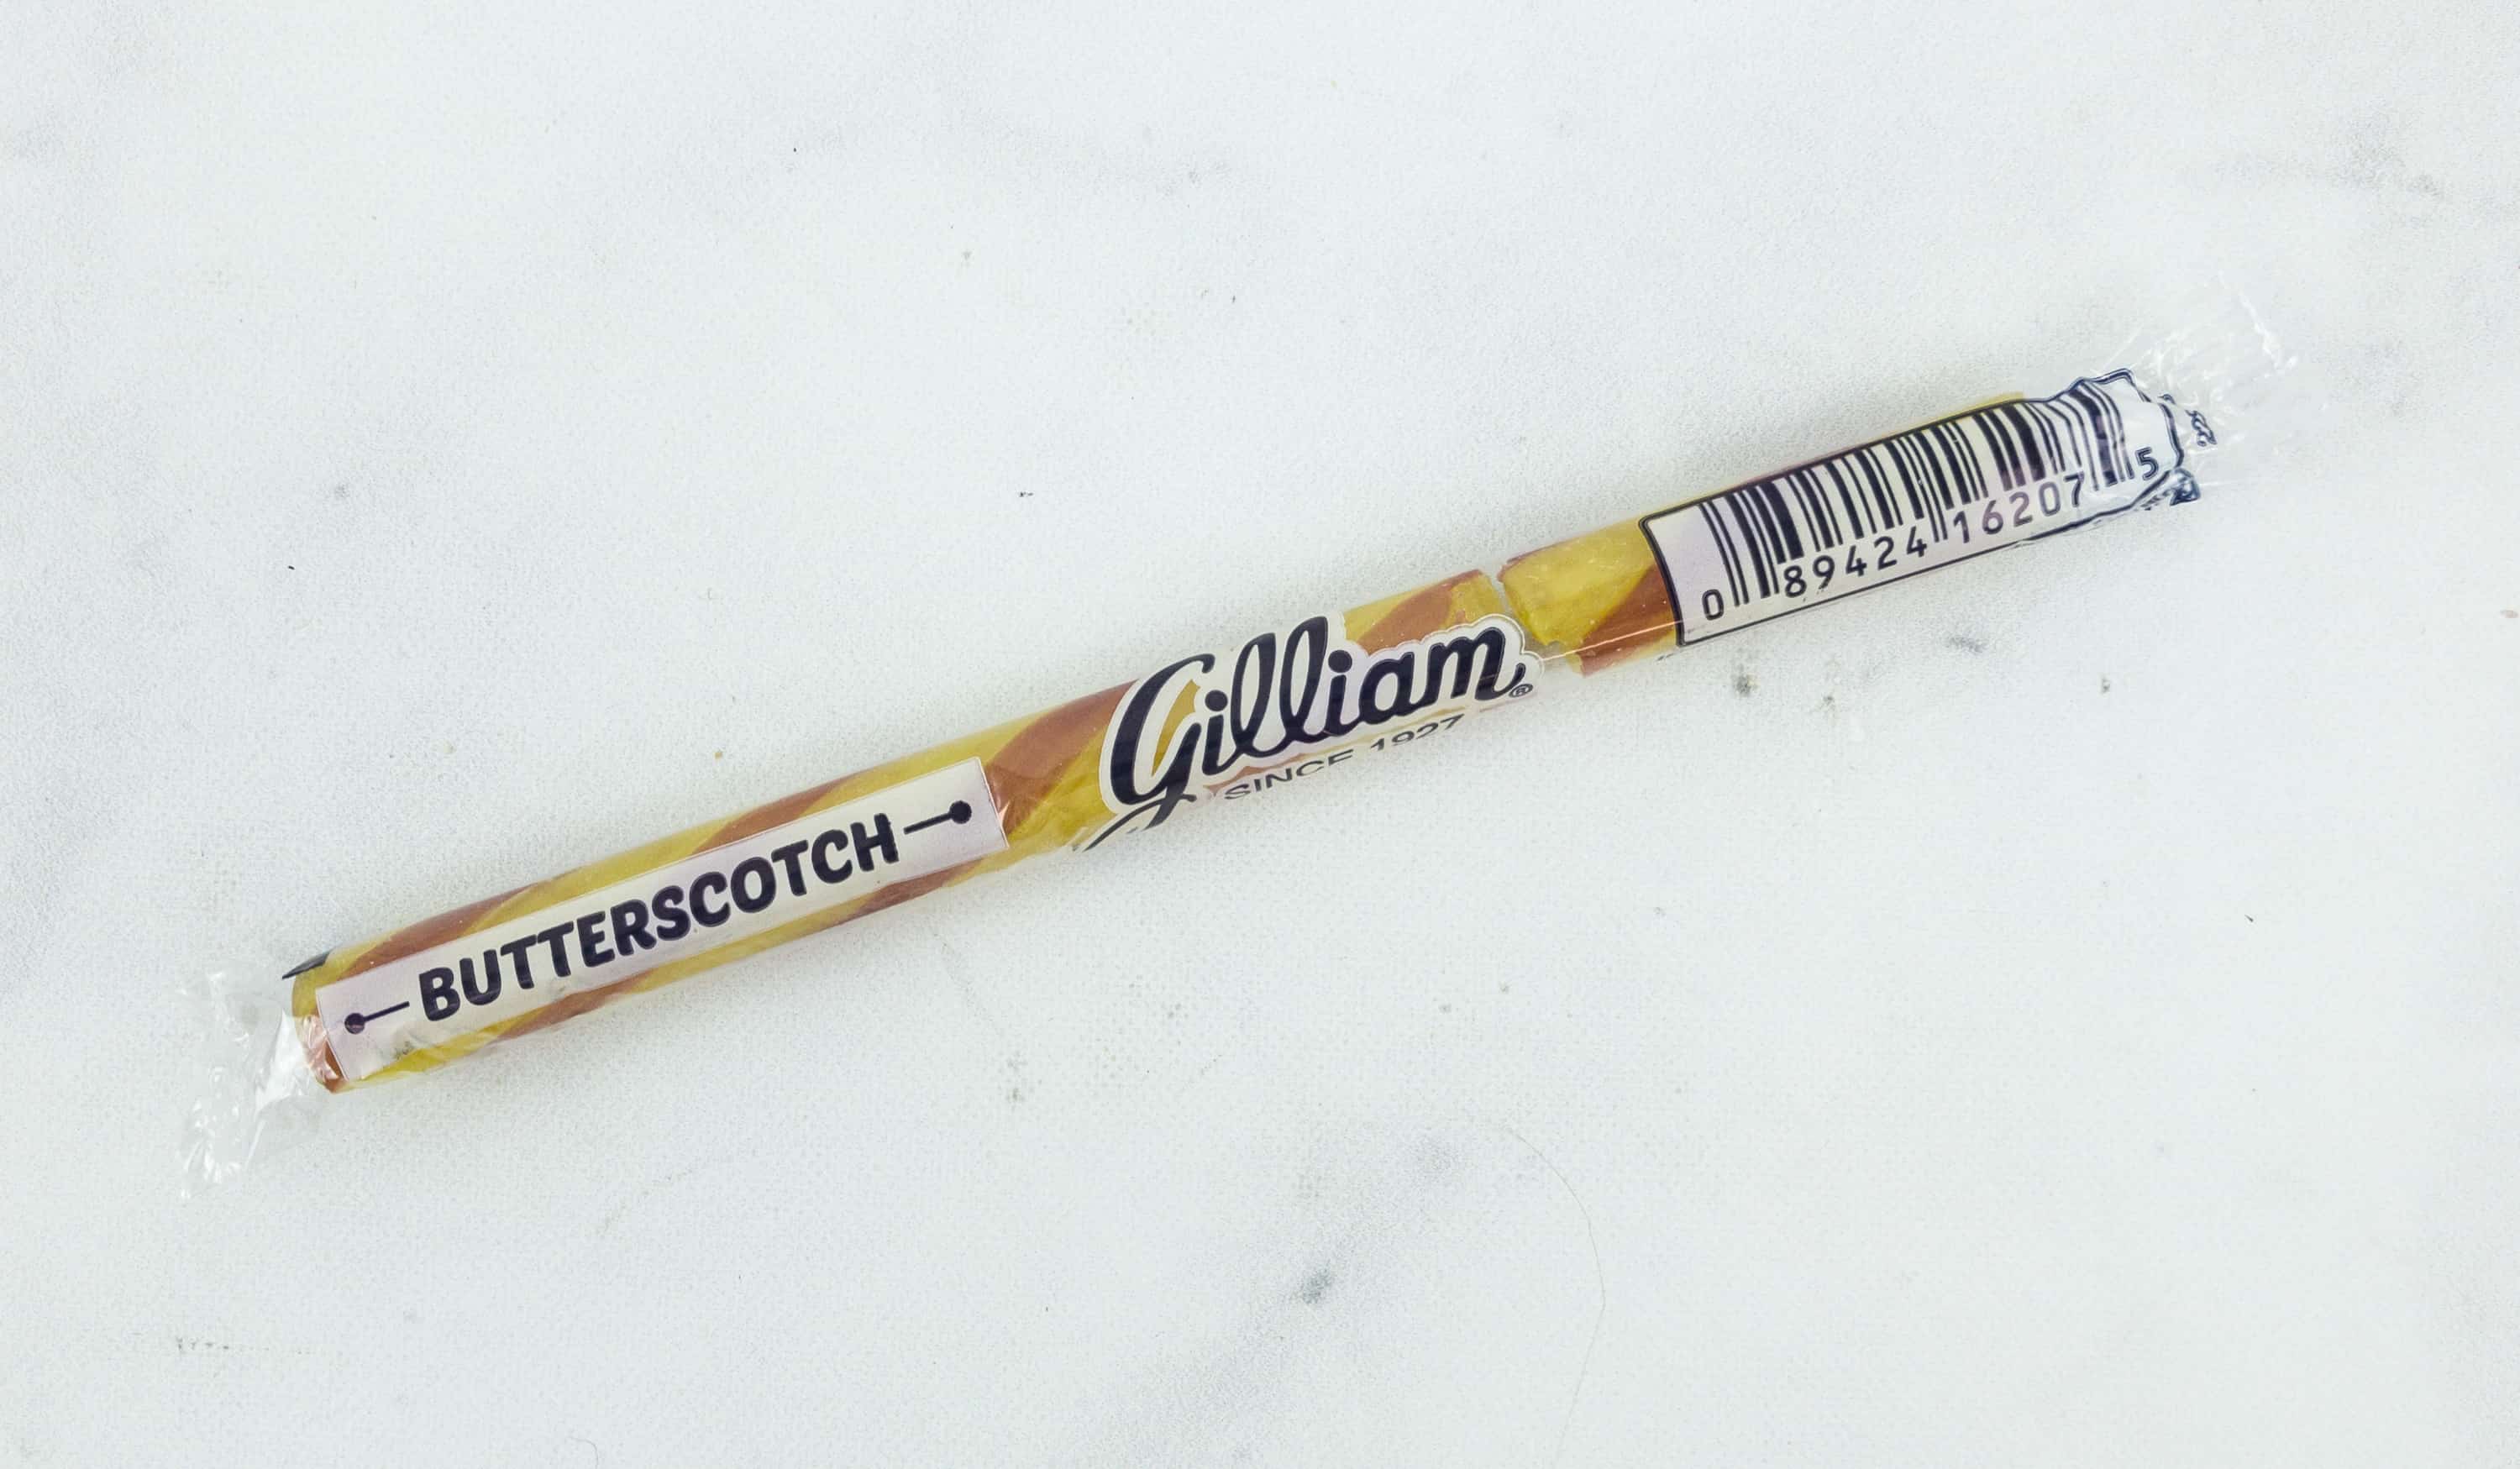 BUTTERSCOTCH
Gilliam®
SINCE 1927
0 89424 16207 5